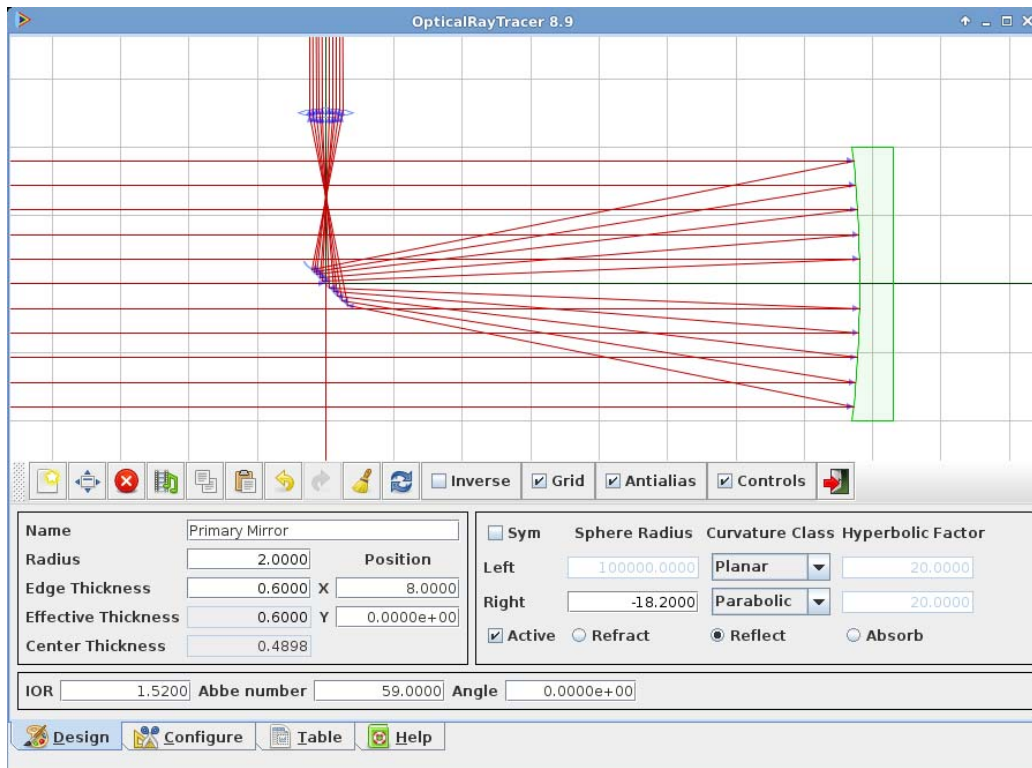 OpticalRayTracer 8.9
Inverse Grid Antialias Controls
Name Primary Mirror
Radius 2.0000 Position
Edge Thickness 0.6000 X 8.0000
Effective Thickness 0.6000 Y 0.0000e+00
Center Thickness 0.4898
Sym Sphere Radius Curvature Class Hyperbolic Factor
Left 100000.0000 Planar 20.0000
Right -18.2000 Parabolic 20.0000
Active Refract Reflect Absorb
IOR 1.5200 Abbe number 59.0000 Angle 0.0000e+00
Design Configure Table Help